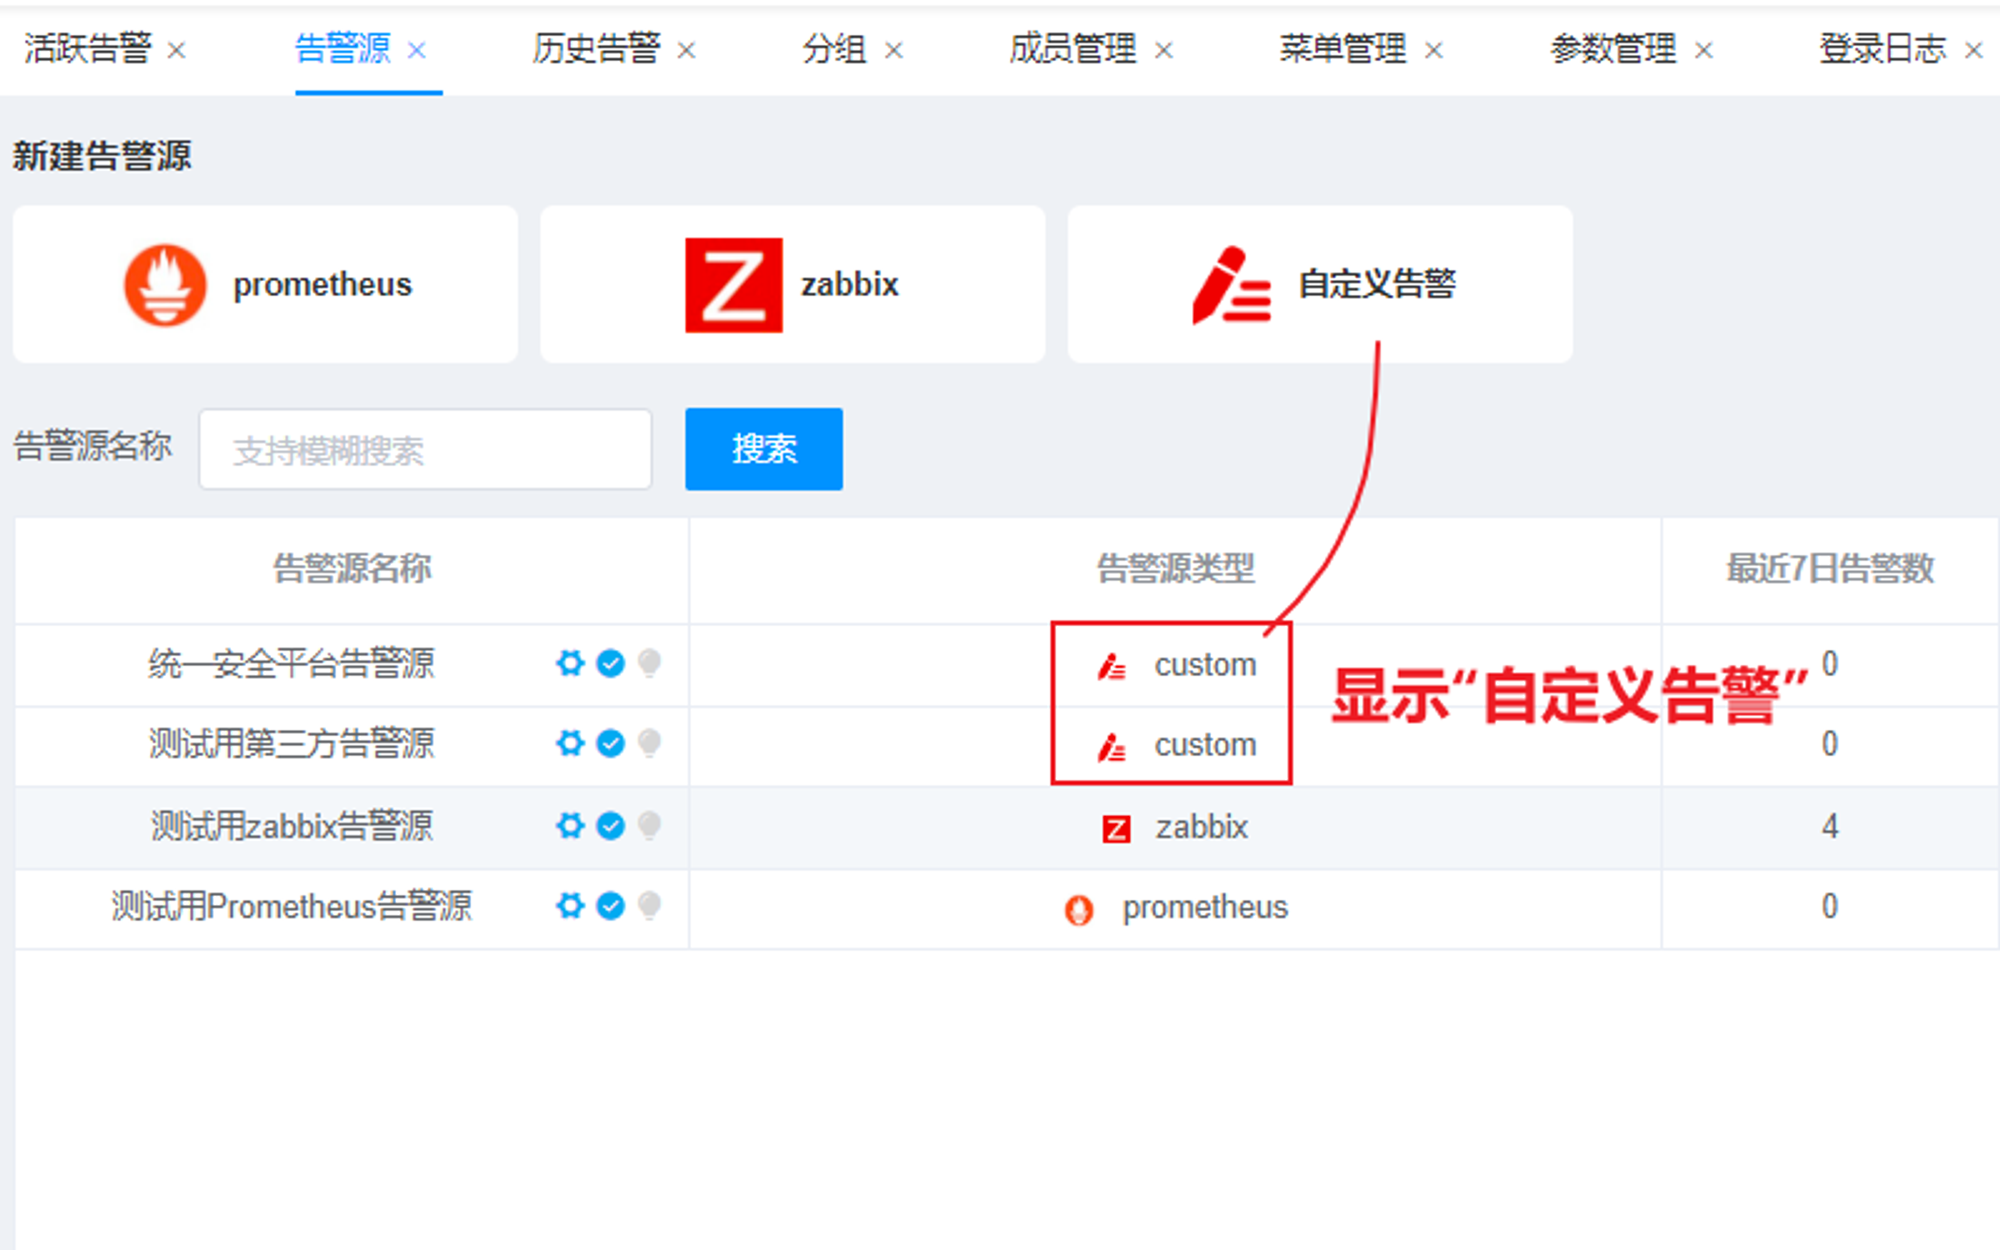 活跃告警 × 告警源 × 历史告警 × 分组 × 成员管理 × 菜单管理 × 参数管理 × 登录日志 ×
新建告警源
prometheus Z zabbix 自定义告警
告警源名称 支持模糊搜索 搜索
告警源名称 告警源类型 最近7日告警数
统一安全平台告警源 custom 0
显示“自定义告警”
测试用第三方告警源 custom 0
测试用zabbix告警源 Z zabbix 4
测试用Prometheus告警源 prometheus 0